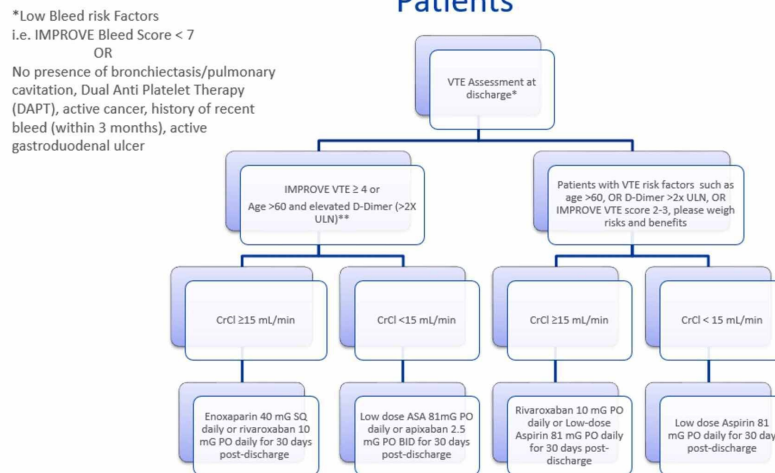 Patients
*Low Bleed risk Factors
i.e. IMPROVE Bleed Score < 7
OR
No presence of bronchiectasis/pulmonary
cavitation, Dual Anti Platelet Therapy
(DAPT), active cancer, history of recent
bleed (within 3 months), active
gastroduodenal ulcer
VTE Assessment at
discharge*
IMPROVE VTE ≥ 4 or
Age >60 and elevated D-Dimer (>2X
ULN)**
Patients with VTE risk factors such as
age >60, OR D-Dimer >2x ULN, OR
IMPROVE VTE score 2-3, please weigh
risks and benefits
CrCl ≥15 mL/min
CrCl <15 mL/min
CrCl ≥15 mL/min
CrCl < 15 mL/min
Enoxaparin 40 mG SQ
daily or rivaroxaban 10
mG PO daily for 30 days
post-discharge
Low dose ASA 81mG PO
daily or apixaban 2.5
mG PO BID for 30 days
post-discharge
Rivaroxaban 10 mG PO
daily or Low-dose
Aspirin 81 mG PO daily
for 30 days post-
discharge
Low dose Aspirin 81
mG PO daily for 30 day
post-discharge